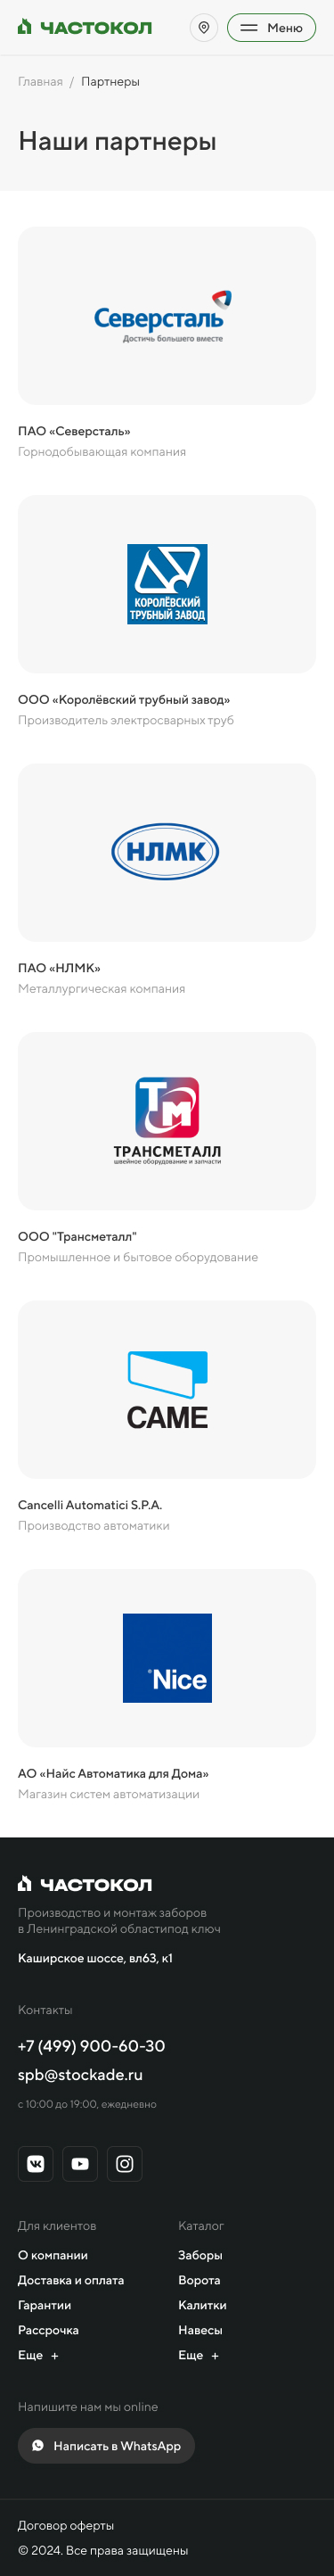 ЧАСТОКОЛ
Меню
Главная / Партнеры
Наши партнеры
Северсталь
Достичь большего вместе
ПАО «Северсталь»
Горнодобывающая компания
КОРОЛЁВСКИЙ
ТРУБНЫЙ ЗАВОД
ООО «Королёвский трубный завод»
Производитель электросварных труб
НЛМК
ПАО «НЛМК»
Металлургическая компания
ТМ
ТРАНСМЕТАЛЛ
швейное оборудование и запчасти
ООО "Трансметалл"
Промышленное и бытовое оборудование
CAME
Cancelli Automatici S.P.A.
Производство автоматики
®Nice
АО «Найс Автоматика для Дома»
Магазин систем автоматизации
ЧАСТОКОЛ
Производство и монтаж заборов
в Ленинградской областипод ключ
Каширское шоссе, вл63, к1
Контакты
+7 (499) 900-60-30
spb@stockade.ru
с 10:00 до 19:00, ежедневно
Для клиентов
О компании
Доставка и оплата
Гарантии
Рассрочка
Еще +
Каталог
Заборы
Ворота
Калитки
Навесы
Еще +
Напишите нам мы online
Написать в WhatsApp
Договор оферты
© 2024. Все права защищены